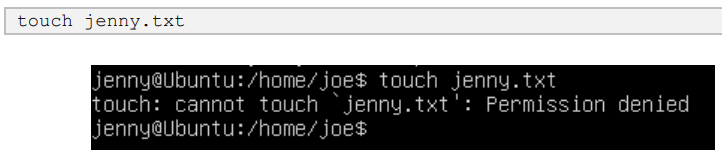 touch jenny.txt
jenny@Ubuntu:/home/joe$ touch jenny.txt
touch: cannot touch `jenny.txt': Permission denied
jenny@Ubuntu:/home/joe$